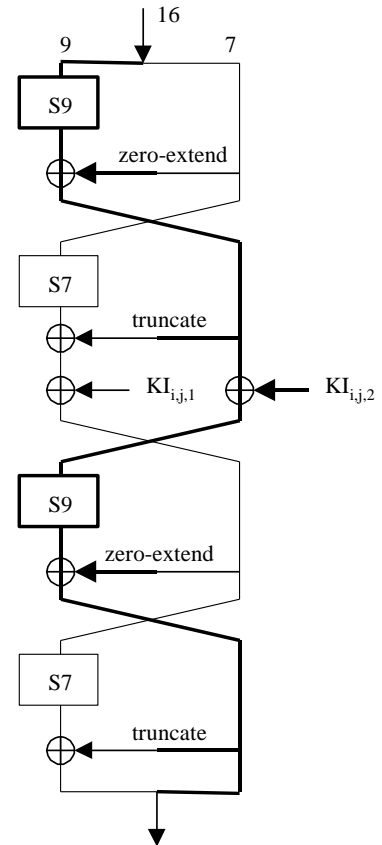 16
9 7
S9
zero-extend
S7
truncate
KI_{i,j,1} KI_{i,j,2}
S9
zero-extend
S7
truncate